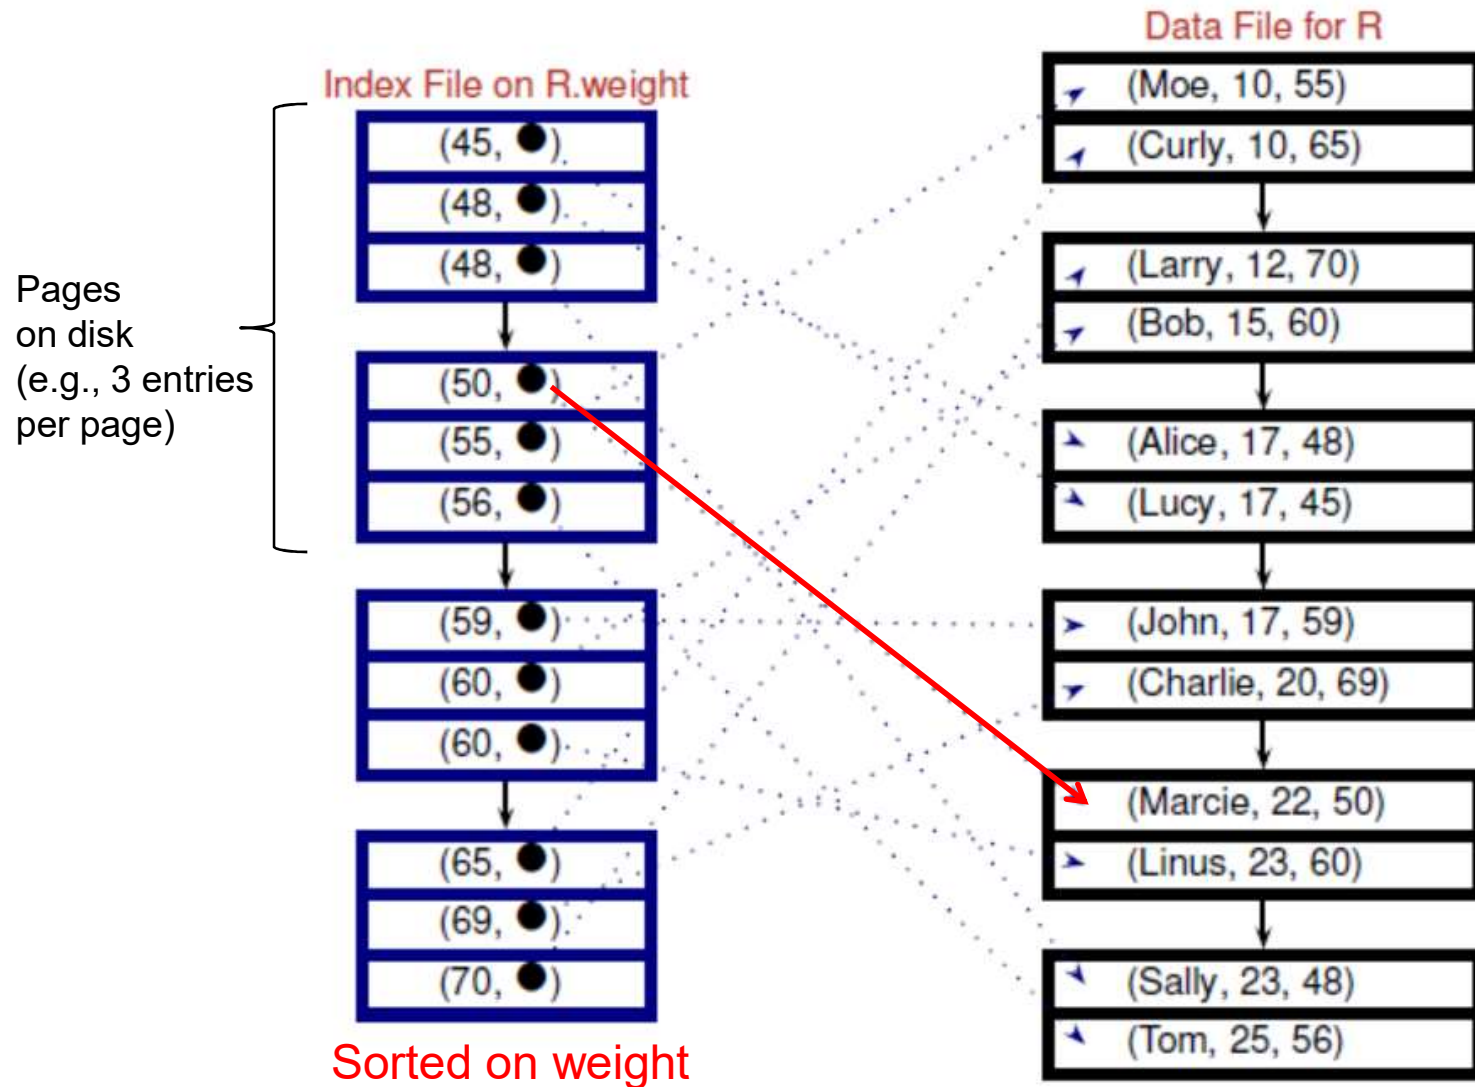 Data File for R
Index File on R.weight
Pages
on disk
(e.g., 3 entries
per page)
(45, ●)
(48, ●)
(48, ●)
(50, ●)
(55, ●)
(56, ●)
(59, ●)
(60, ●)
(60, ●)
(65, ●)
(69, ●)
(70, ●)
Sorted on weight
(Moe, 10, 55)
(Curly, 10, 65)
(Larry, 12, 70)
(Bob, 15, 60)
(Alice, 17, 48)
(Lucy, 17, 45)
(John, 17, 59)
(Charlie, 20, 69)
(Marcie, 22, 50)
(Linus, 23, 60)
(Sally, 23, 48)
(Tom, 25, 56)